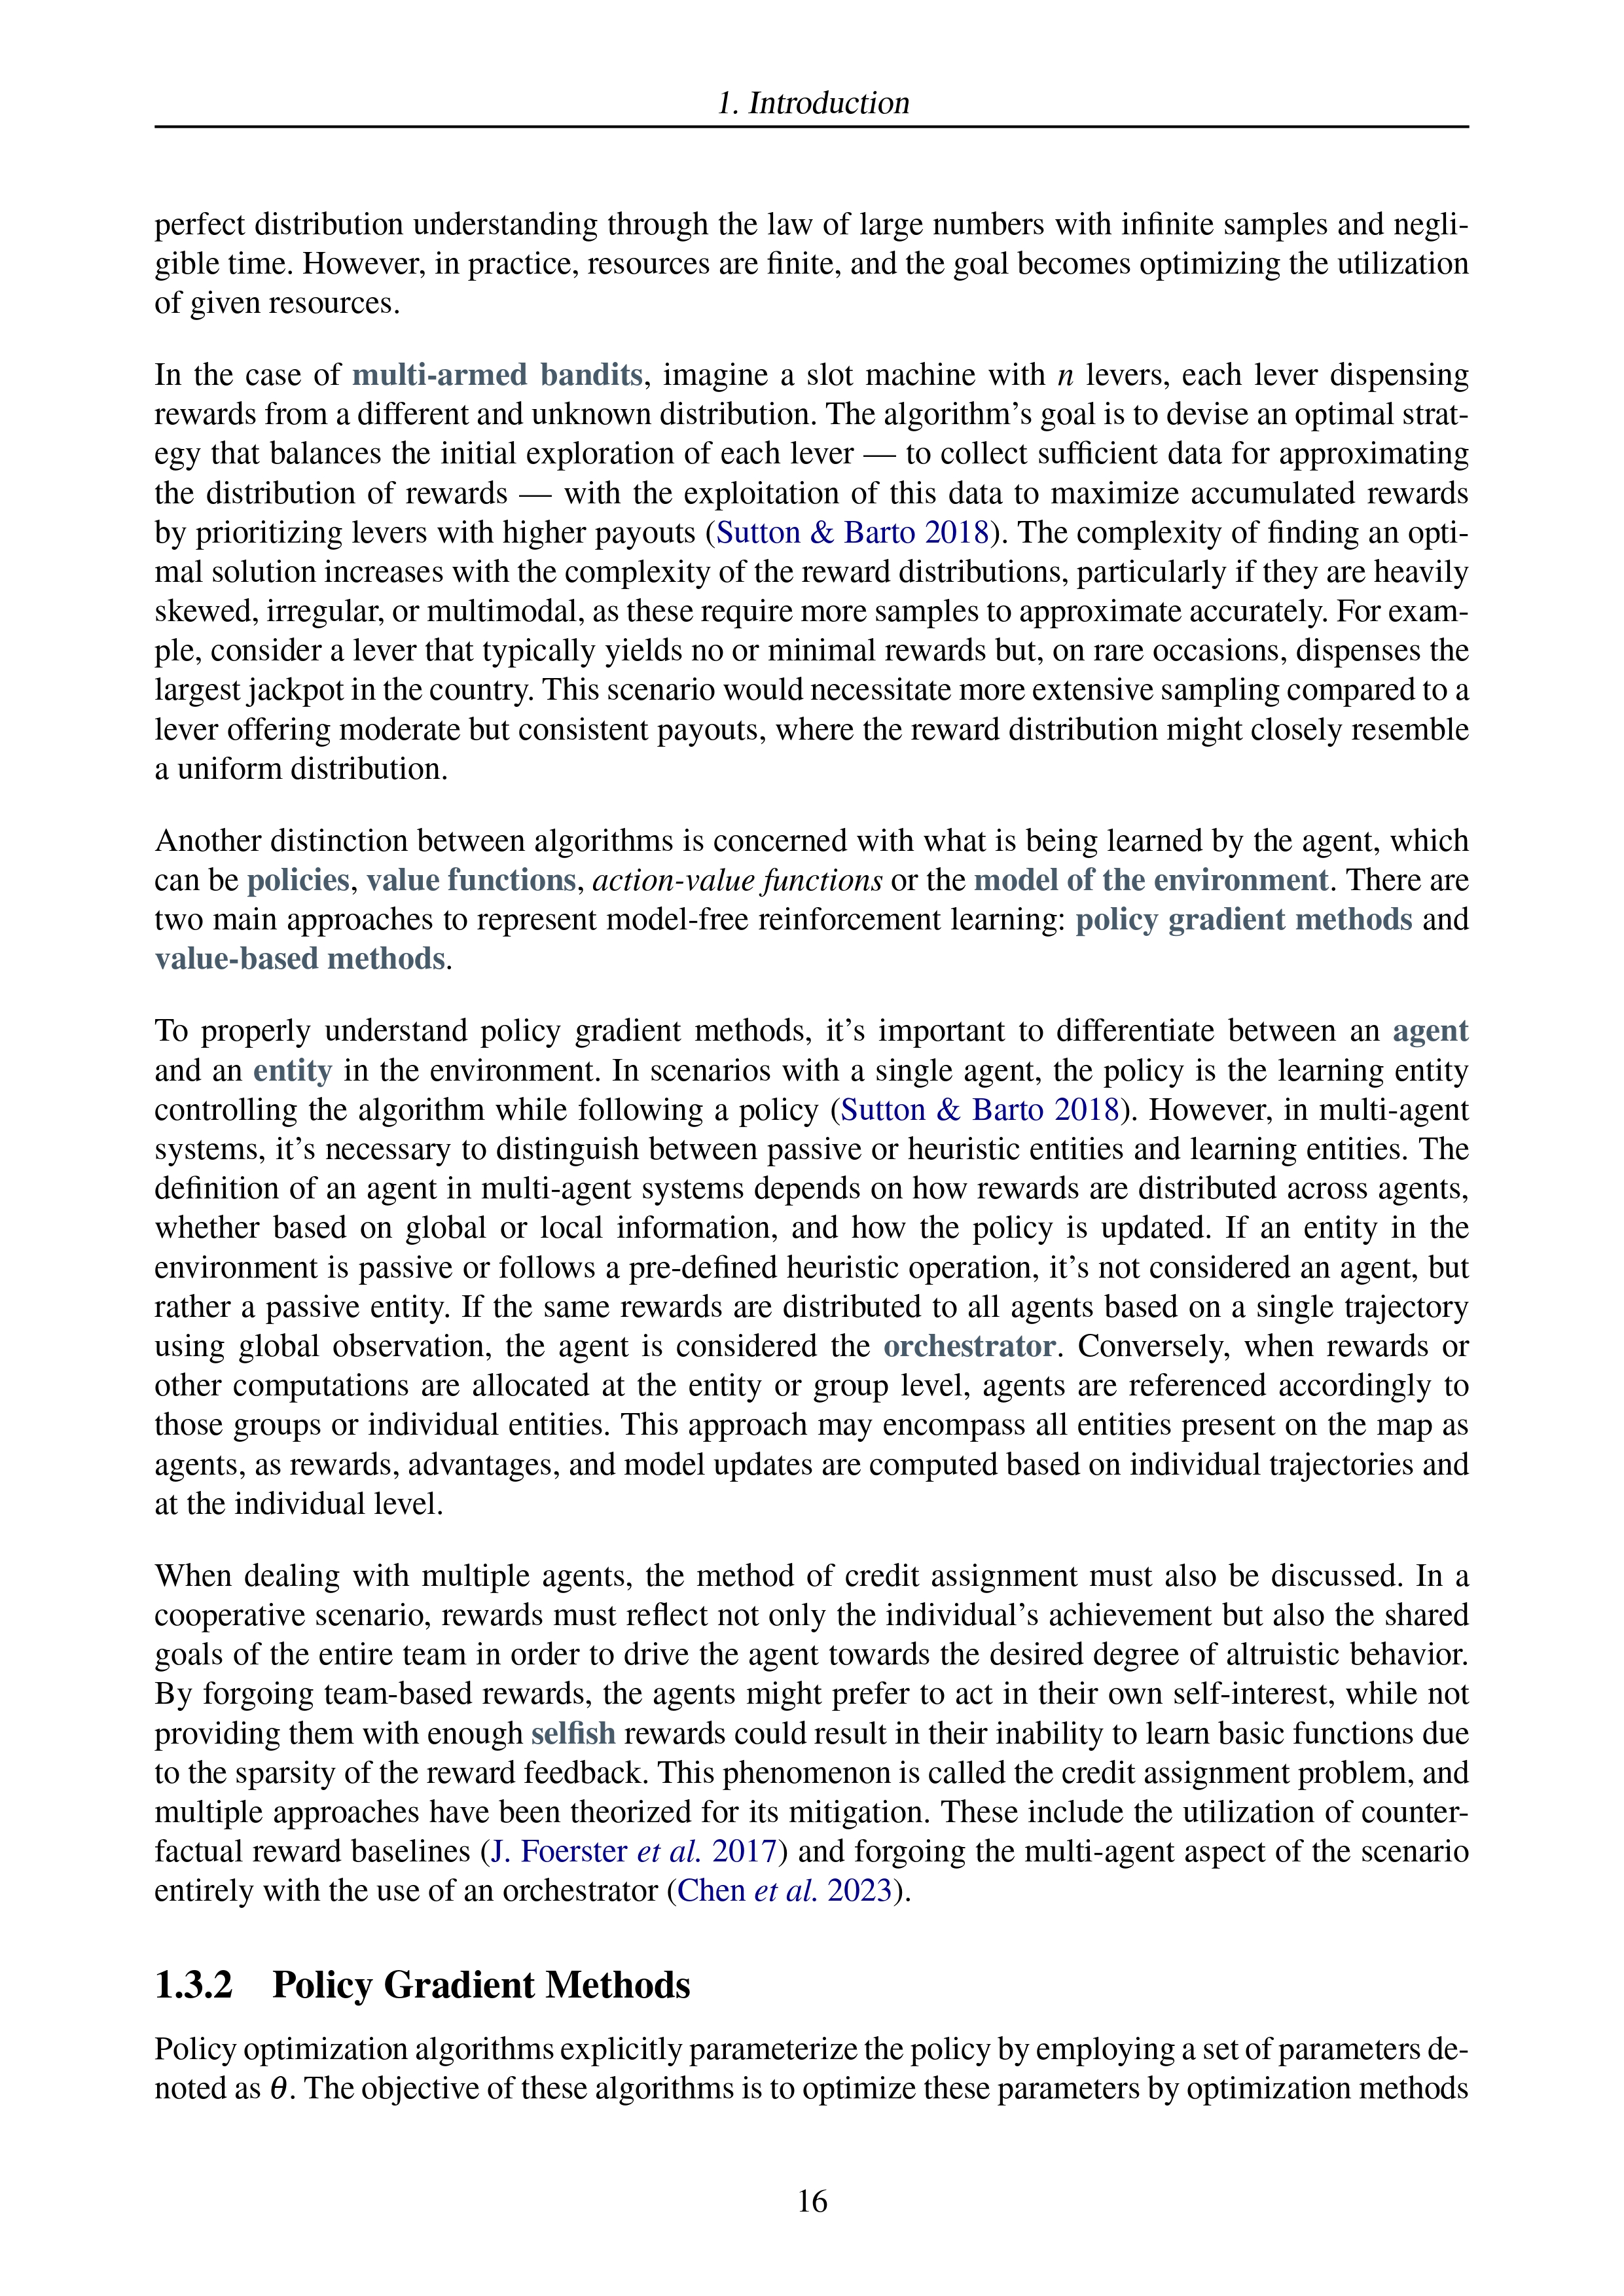 1. Introduction
perfect distribution understanding through the law of large numbers with infinite samples and negli-
gible time. However, in practice, resources are finite, and the goal becomes optimizing the utilization
of given resources.
In the case of multi-armed bandits, imagine a slot machine with n levers, each lever dispensing
rewards from a different and unknown distribution. The algorithm’s goal is to devise an optimal strat-
egy that balances the initial exploration of each lever — to collect sufficient data for approximating
the distribution of rewards — with the exploitation of this data to maximize accumulated rewards
by prioritizing levers with higher payouts (Sutton & Barto 2018). The complexity of finding an opti-
mal solution increases with the complexity of the reward distributions, particularly if they are heavily
skewed, irregular, or multimodal, as these require more samples to approximate accurately. For exam-
ple, consider a lever that typically yields no or minimal rewards but, on rare occasions, dispenses the
largest jackpot in the country. This scenario would necessitate more extensive sampling compared to a
lever offering moderate but consistent payouts, where the reward distribution might closely resemble
a uniform distribution.
Another distinction between algorithms is concerned with what is being learned by the agent, which
can be policies, value functions, action-value functions or the model of the environment. There are
two main approaches to represent model-free reinforcement learning: policy gradient methods and
value-based methods.
To properly understand policy gradient methods, it’s important to differentiate between an agent
and an entity in the environment. In scenarios with a single agent, the policy is the learning entity
controlling the algorithm while following a policy (Sutton & Barto 2018). However, in multi-agent
systems, it’s necessary to distinguish between passive or heuristic entities and learning entities. The
definition of an agent in multi-agent systems depends on how rewards are distributed across agents,
whether based on global or local information, and how the policy is updated. If an entity in the
environment is passive or follows a pre-defined heuristic operation, it’s not considered an agent, but
rather a passive entity. If the same rewards are distributed to all agents based on a single trajectory
using global observation, the agent is considered the orchestrator. Conversely, when rewards or
other computations are allocated at the entity or group level, agents are referenced accordingly to
those groups or individual entities. This approach may encompass all entities present on the map as
agents, as rewards, advantages, and model updates are computed based on individual trajectories and
at the individual level.
When dealing with multiple agents, the method of credit assignment must also be discussed. In a
cooperative scenario, rewards must reflect not only the individual’s achievement but also the shared
goals of the entire team in order to drive the agent towards the desired degree of altruistic behavior.
By forgoing team-based rewards, the agents might prefer to act in their own self-interest, while not
providing them with enough selfish rewards could result in their inability to learn basic functions due
to the sparsity of the reward feedback. This phenomenon is called the credit assignment problem, and
multiple approaches have been theorized for its mitigation. These include the utilization of counter-
factual reward baselines (J. Foerster et al. 2017) and forgoing the multi-agent aspect of the scenario
entirely with the use of an orchestrator (Chen et al. 2023).
1.3.2 Policy Gradient Methods
Policy optimization algorithms explicitly parameterize the policy by employing a set of parameters de-
noted as θ. The objective of these algorithms is to optimize these parameters by optimization methods
16